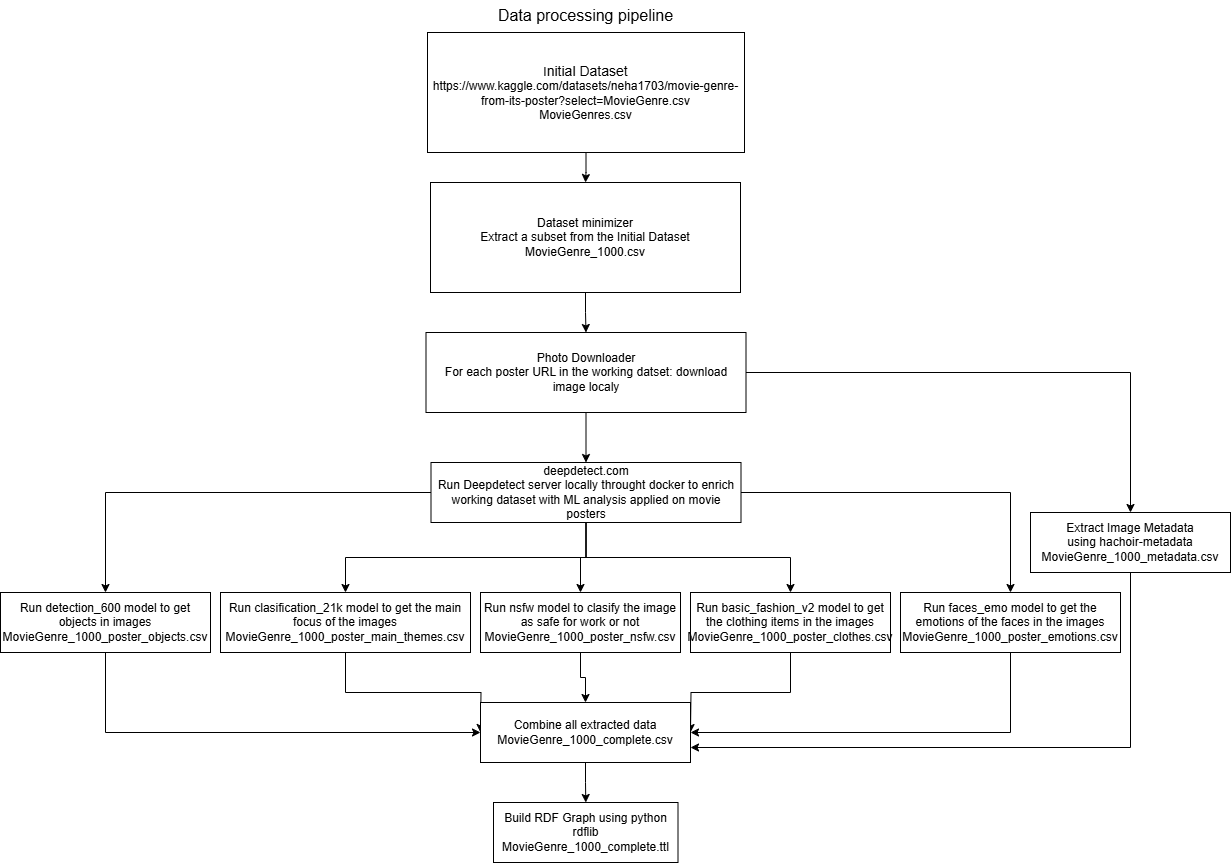 Data processing pipeline
Initial Dataset
https://www.kaggle.com/datasets/neha1703/movie-genre-
from-its-poster?select=MovieGenre.csv
MovieGenres.csv
Dataset minimizer
Extract a subset from the Initial Dataset
MovieGenre_1000.csv
Photo Downloader
For each poster URL in the working datset: download
image localy
deepdetect.com
Run Deepdetect server locally throught docker to enrich
working dataset with ML analysis applied on movie
posters
Extract Image Metadata
using hachoir-metadata
MovieGenre_1000_metadata.csv
Run detection_600 model to get
objects in images
MovieGenre_1000_poster_objects.csv
Run clasification_21k model to get the main
focus of the images
MovieGenre_1000_poster_main_themes.csv
Run nsfw model to clasify the image
as safe for work or not
MovieGenre_1000_poster_nsfw.csv
Run basic_fashion_v2 model to get
the clothing items in the images
MovieGenre_1000_poster_clothes.csv
Run faces_emo model to get the
emotions of the faces in the images
MovieGenre_1000_poster_emotions.csv
Combine all extracted data
MovieGenre_1000_complete.csv
Build RDF Graph using python
rdflib
MovieGenre_1000_complete.ttl